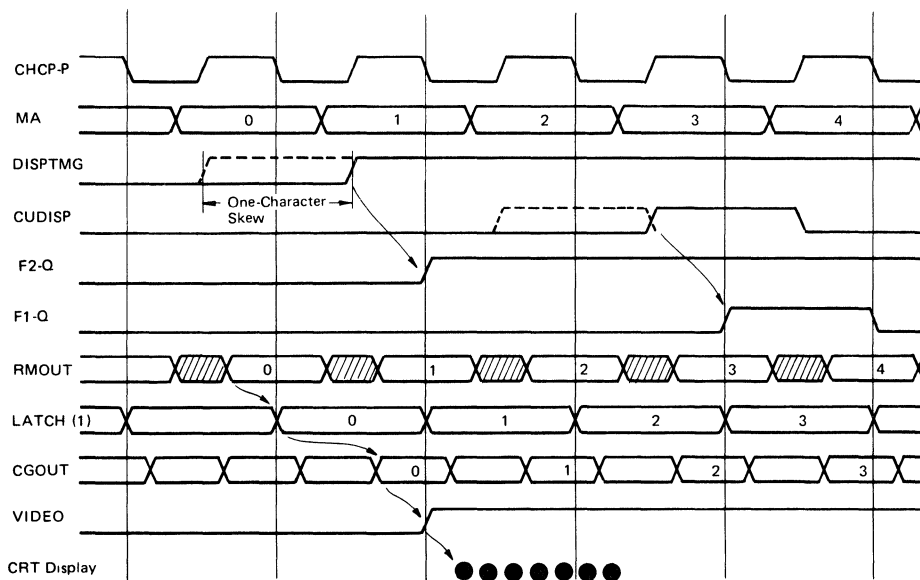 CHCP-P
MA 0 1 2 3 4
DISPTMG
One-Character
Skew
CUDISP
F2-Q
F1-Q
RMOUT 0 1 2 3 4
LATCH (1) 0 1 2 3
CGOUT 0 1 2 3
VIDEO
CRT Display